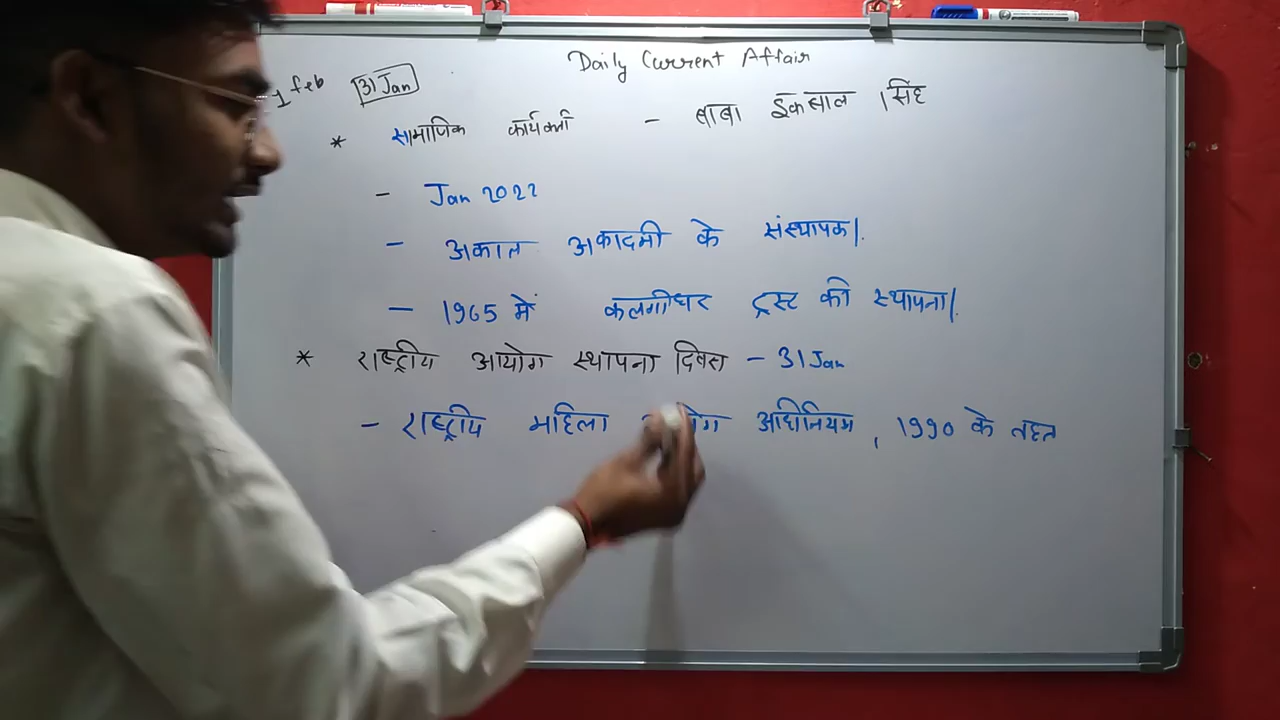 Daily Current Affair
1 feb 31 Jan
* सामाजिक कार्यकर्ता - बाबा इकबाल सिंह
- Jan 2022
- अकाल अकादमी के संस्थापक|.
- 1965 में कलगीधर ट्रस्ट की स्थापना|.
* राष्ट्रीय आयोग स्थापना दिवस - 31 Jan
- राष्ट्रीय महिला अधिनियम, 1990 के तहत